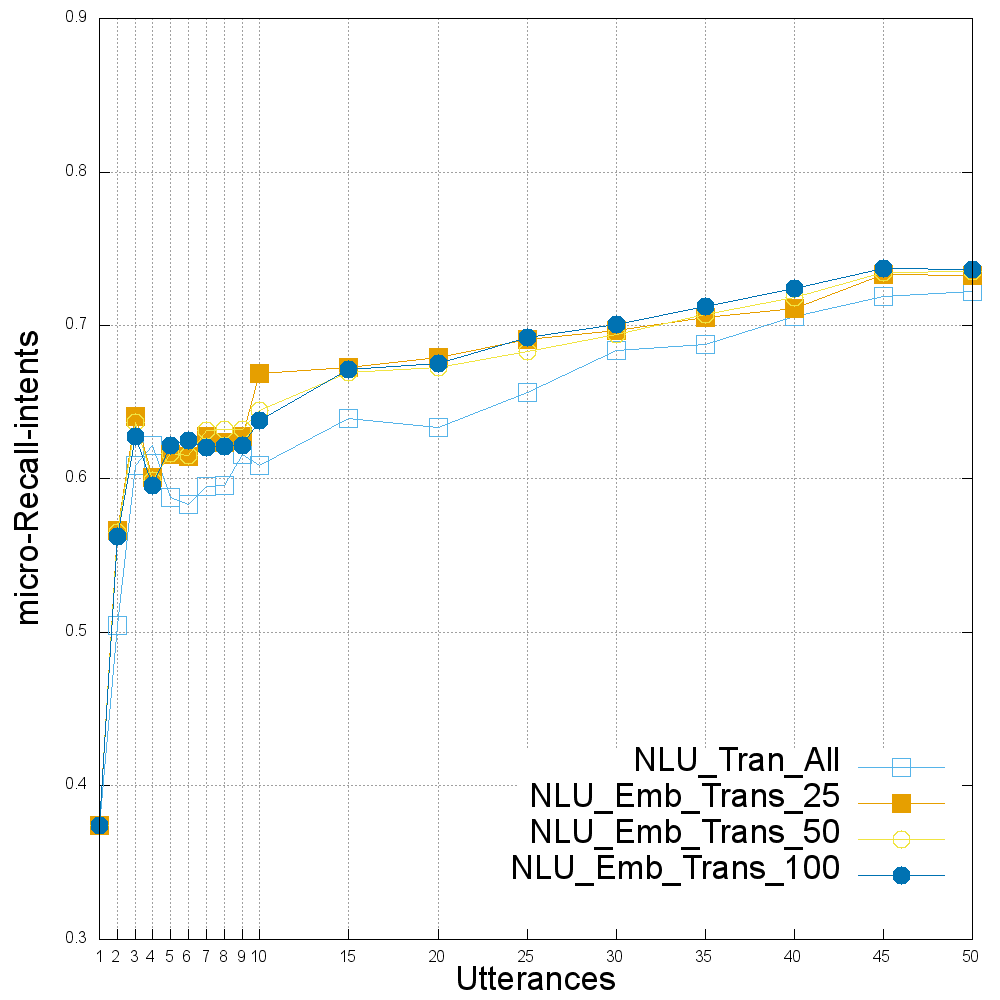 0.9
0.8
0.7
0.6
0.5
0.4
0.3
micro-Recall-intents
NLU_Tran_All
NLU_Emb_Trans_25
NLU_Emb_Trans_50
NLU_Emb_Trans_100
1 2 3 4 5 6 7 8 9 10 15 20 25 30 35 40 45 50
Utterances